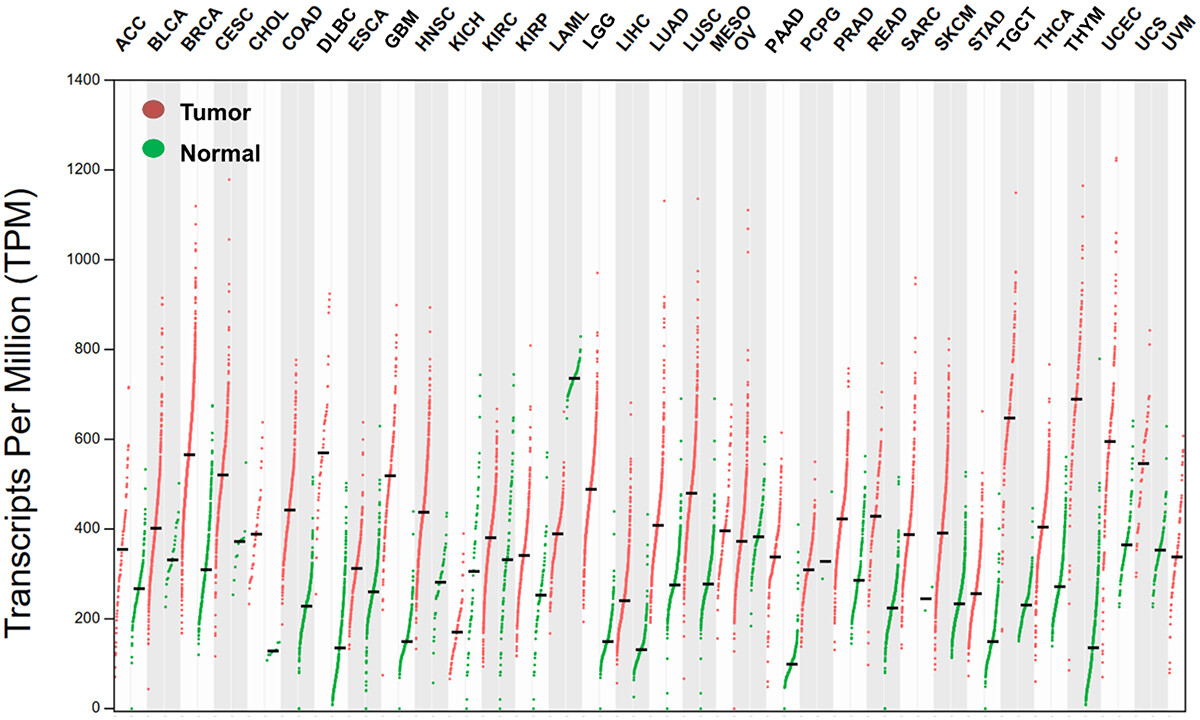 ACC BLCA BRCA CESC CHOL COAD DLBC ESCA GBM HNSC KICH KIRC KIRP LAML LGG LIHC LUAD LUSC MESO OV PAAD PCPG PRAD READ SARC SKCM STAD TGCT THCA THYM UCEC UCS UVM
1400
Tumor
Normal
1200
1000
800
600
400
200
0
Transcripts Per Million (TPM)